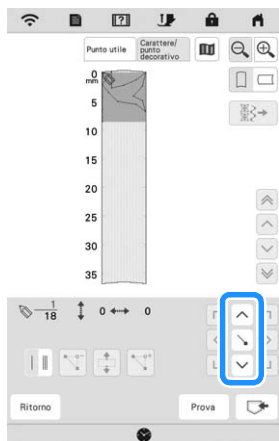 Punto utile
Carattere/
punto
decorativo
0
mm
5
10
15
20
25
30
35
1
18
0
0
Ritorno
Prova